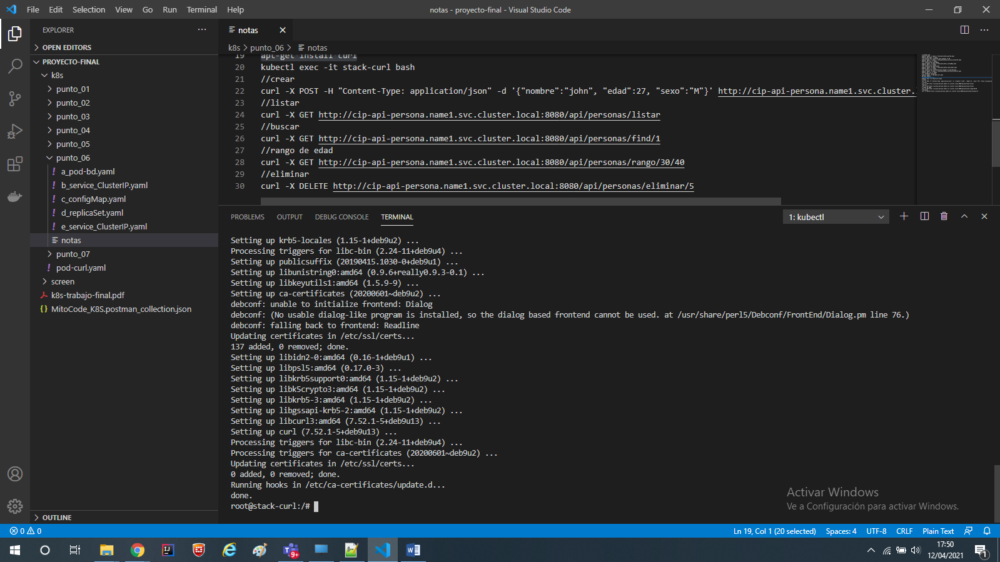 File Edit Selection View Go Run Terminal Help
notas - proyecto-final - Visual Studio Code
EXPLORER
OPEN EDITORS
PROYECTO-FINAL
k8s
punto_01
punto_02
punto_03
punto_04
punto_05
punto_06
! a_pod-bd.yaml
! b_service_ClusterIP.yaml
! c_configMap.yaml
! d_replicaSet.yaml
! e_service_ClusterIP.yaml
notas
punto_07
! pod-curl.yaml
screen
k8s-trabajo-final.pdf
{} MitoCode_K8S.postman_collection.json
OUTLINE
notas
k8s > punto_06 > notas
19 apt-get install curl
20 kubectl exec -it stack-curl bash
21 //crear
22 curl -X POST -H "Content-Type: application/json" -d '{"nombre":"john", "edad":27, "sexo":"M"}' http://cip-api-persona.name1.svc.cluster.
23 //listar
24 curl -X GET http://cip-api-persona.name1.svc.cluster.local:8080/api/personas/listar
25 //buscar
26 curl -X GET http://cip-api-persona.name1.svc.cluster.local:8080/api/personas/find/1
27 //rango de edad
28 curl -X GET http://cip-api-persona.name1.svc.cluster.local:8080/api/personas/rango/30/40
29 //eliminar
30 curl -X DELETE http://cip-api-persona.name1.svc.cluster.local:8080/api/personas/eliminar/5
PROBLEMS OUTPUT DEBUG CONSOLE TERMINAL
1: kubectl
Setting up krb5-locales (1.15-1+deb9u2) ...
Processing triggers for libc-bin (2.24-11+deb9u4) ...
Setting up publicsuffix (20190415.1030-0+deb9u1) ...
Setting up libunistring0:amd64 (0.9.6+really0.9.3-0.1) ...
Setting up libkeyutils1:amd64 (1.5.9-9) ...
Setting up ca-certificates (20200601~deb9u2) ...
debconf: unable to initialize frontend: Dialog
debconf: (No usable dialog-like program is installed, so the dialog based frontend cannot be used. at /usr/share/perl5/Debconf/FrontEnd/Dialog.pm line 76.)
debconf: falling back to frontend: Readline
Updating certificates in /etc/ssl/certs...
137 added, 0 removed; done.
Setting up libidn2-0:amd64 (0.16-1+deb9u1) ...
Setting up libpsl5:amd64 (0.17.0-3) ...
Setting up libkrb5support0:amd64 (1.15-1+deb9u2) ...
Setting up libk5crypto3:amd64 (1.15-1+deb9u2) ...
Setting up libkrb5-3:amd64 (1.15-1+deb9u2) ...
Setting up libgssapi-krb5-2:amd64 (1.15-1+deb9u2) ...
Setting up libcurl3:amd64 (7.52.1-5+deb9u13) ...
Setting up curl (7.52.1-5+deb9u13) ...
Processing triggers for libc-bin (2.24-11+deb9u4) ...
Processing triggers for ca-certificates (20200601~deb9u2) ...
Updating certificates in /etc/ssl/certs...
0 added, 0 removed; done.
Running hooks in /etc/ca-certificates/update.d...
done.
root@stack-curl:/#
Activar Windows
Ve a Configuración para activar Windows.
0 0
Ln 19, Col 1 (20 selected) Spaces: 4 UTF-8 CRLF Plain Text
9+
17:50
12/04/2021
1